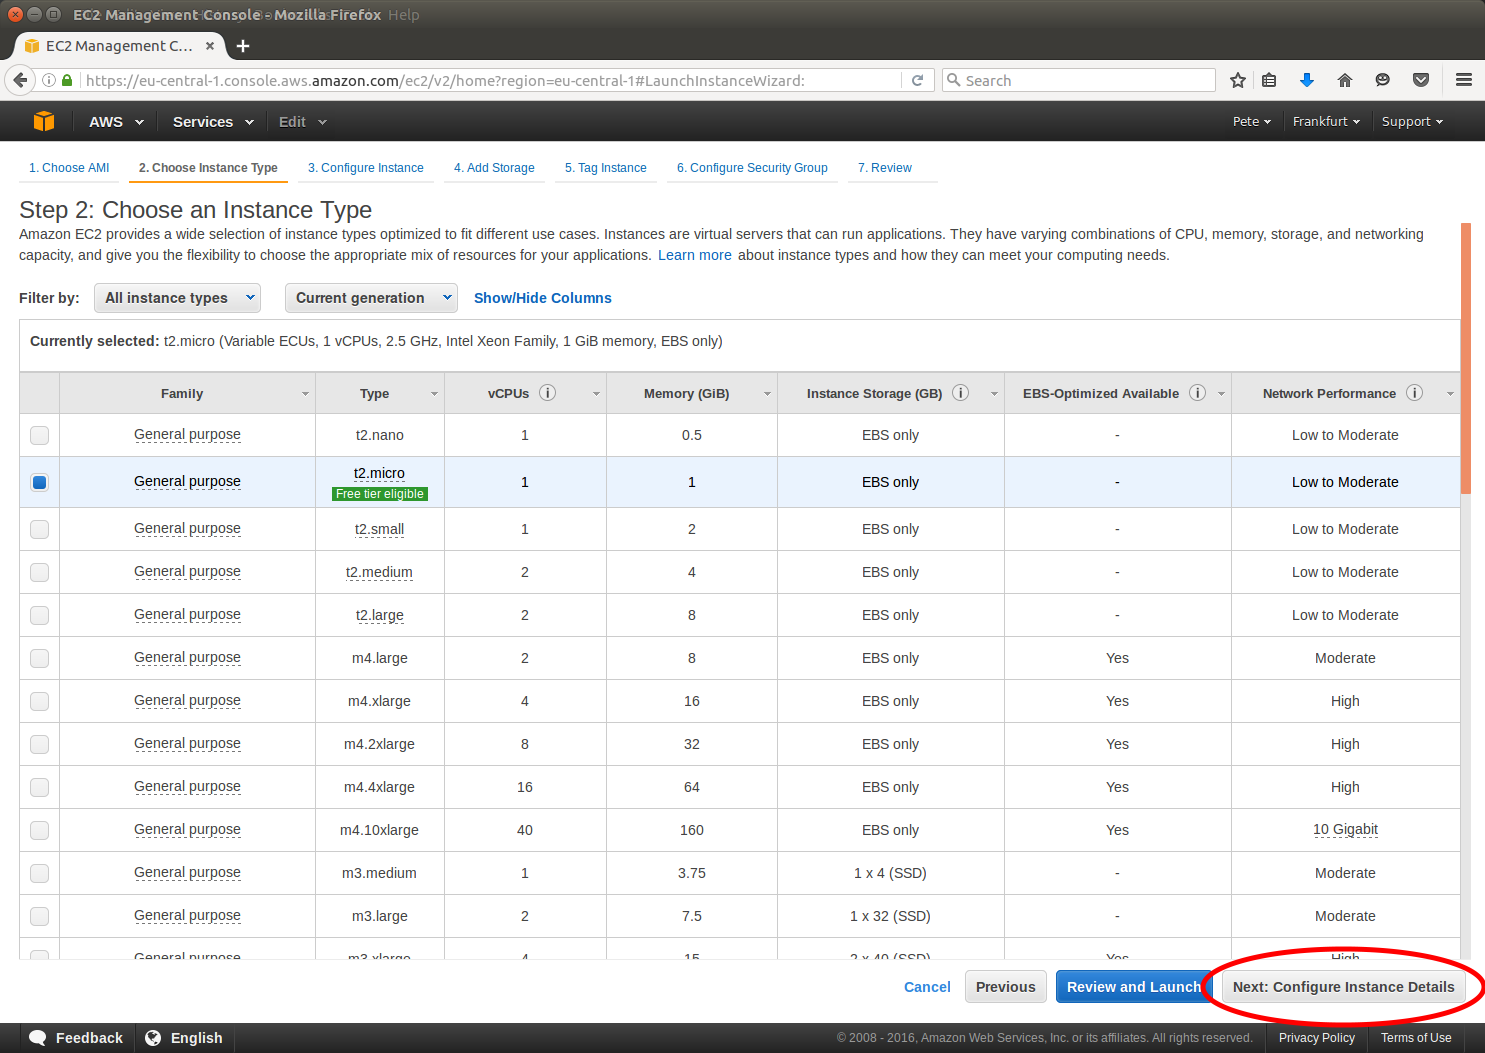 EC2 Management Console - Mozilla Firefox Help
EC2 Management C...
https://eu-central-1.console.aws.amazon.com/ec2/v2/home?region=eu-central-1#LaunchInstanceWizard:
Search
AWS Services Edit Pete Frankfurt Support
1. Choose AMI 2. Choose Instance Type 3. Configure Instance 4. Add Storage 5. Tag Instance 6. Configure Security Group 7. Review
Step 2: Choose an Instance Type
Amazon EC2 provides a wide selection of instance types optimized to fit different use cases. Instances are virtual servers that can run applications. They have varying combinations of CPU, memory, storage, and networking
capacity, and give you the flexibility to choose the appropriate mix of resources for your applications. Learn more about instance types and how they can meet your computing needs.
Filter by: All instance types Current generation Show/Hide Columns
Currently selected: t2.micro (Variable ECUs, 1 vCPUs, 2.5 GHz, Intel Xeon Family, 1 GiB memory, EBS only)
Family Type vCPUs Memory (GiB) Instance Storage (GB) EBS-Optimized Available Network Performance
General purpose t2.nano 1 0.5 EBS only - Low to Moderate
General purpose t2.micro 1 1 EBS only - Low to Moderate
Free tier eligible
General purpose t2.small 1 2 EBS only - Low to Moderate
General purpose t2.medium 2 4 EBS only - Low to Moderate
General purpose t2.large 2 8 EBS only - Low to Moderate
General purpose m4.large 2 8 EBS only Yes Moderate
General purpose m4.xlarge 4 16 EBS only Yes High
General purpose m4.2xlarge 8 32 EBS only Yes High
General purpose m4.4xlarge 16 64 EBS only Yes High
General purpose m4.10xlarge 40 160 EBS only Yes 10 Gigabit
General purpose m3.medium 1 3.75 1 x 4 (SSD) - Moderate
General purpose m3.large 2 7.5 1 x 32 (SSD) - Moderate
General purpose m3.xlarge 4 15 2 x 40 (SSD) Yes High
Cancel Previous Review and Launch Next: Configure Instance Details
Feedback English © 2008 - 2016, Amazon Web Services, Inc. or its affiliates. All rights reserved. Privacy Policy Terms of Use